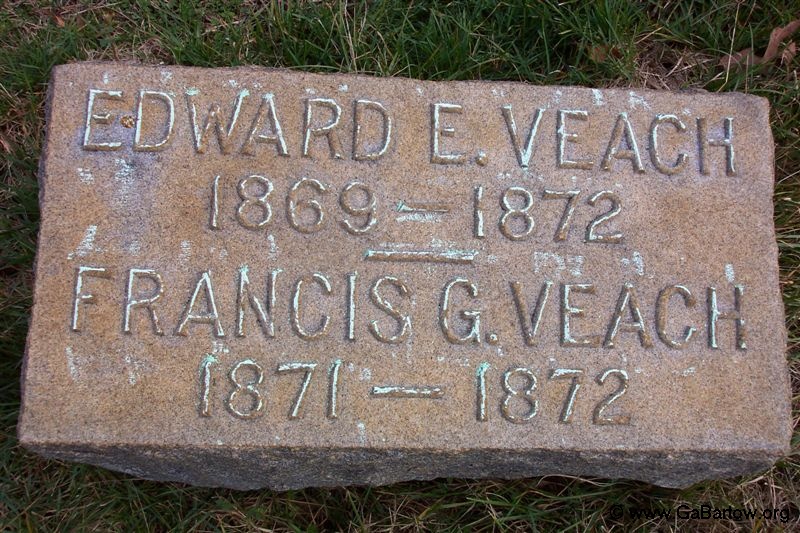 EDWARD E. VEACH
1869 — 1872
FRANCIS G. VEACH
1871 — 1872
© www.GaBartow.org